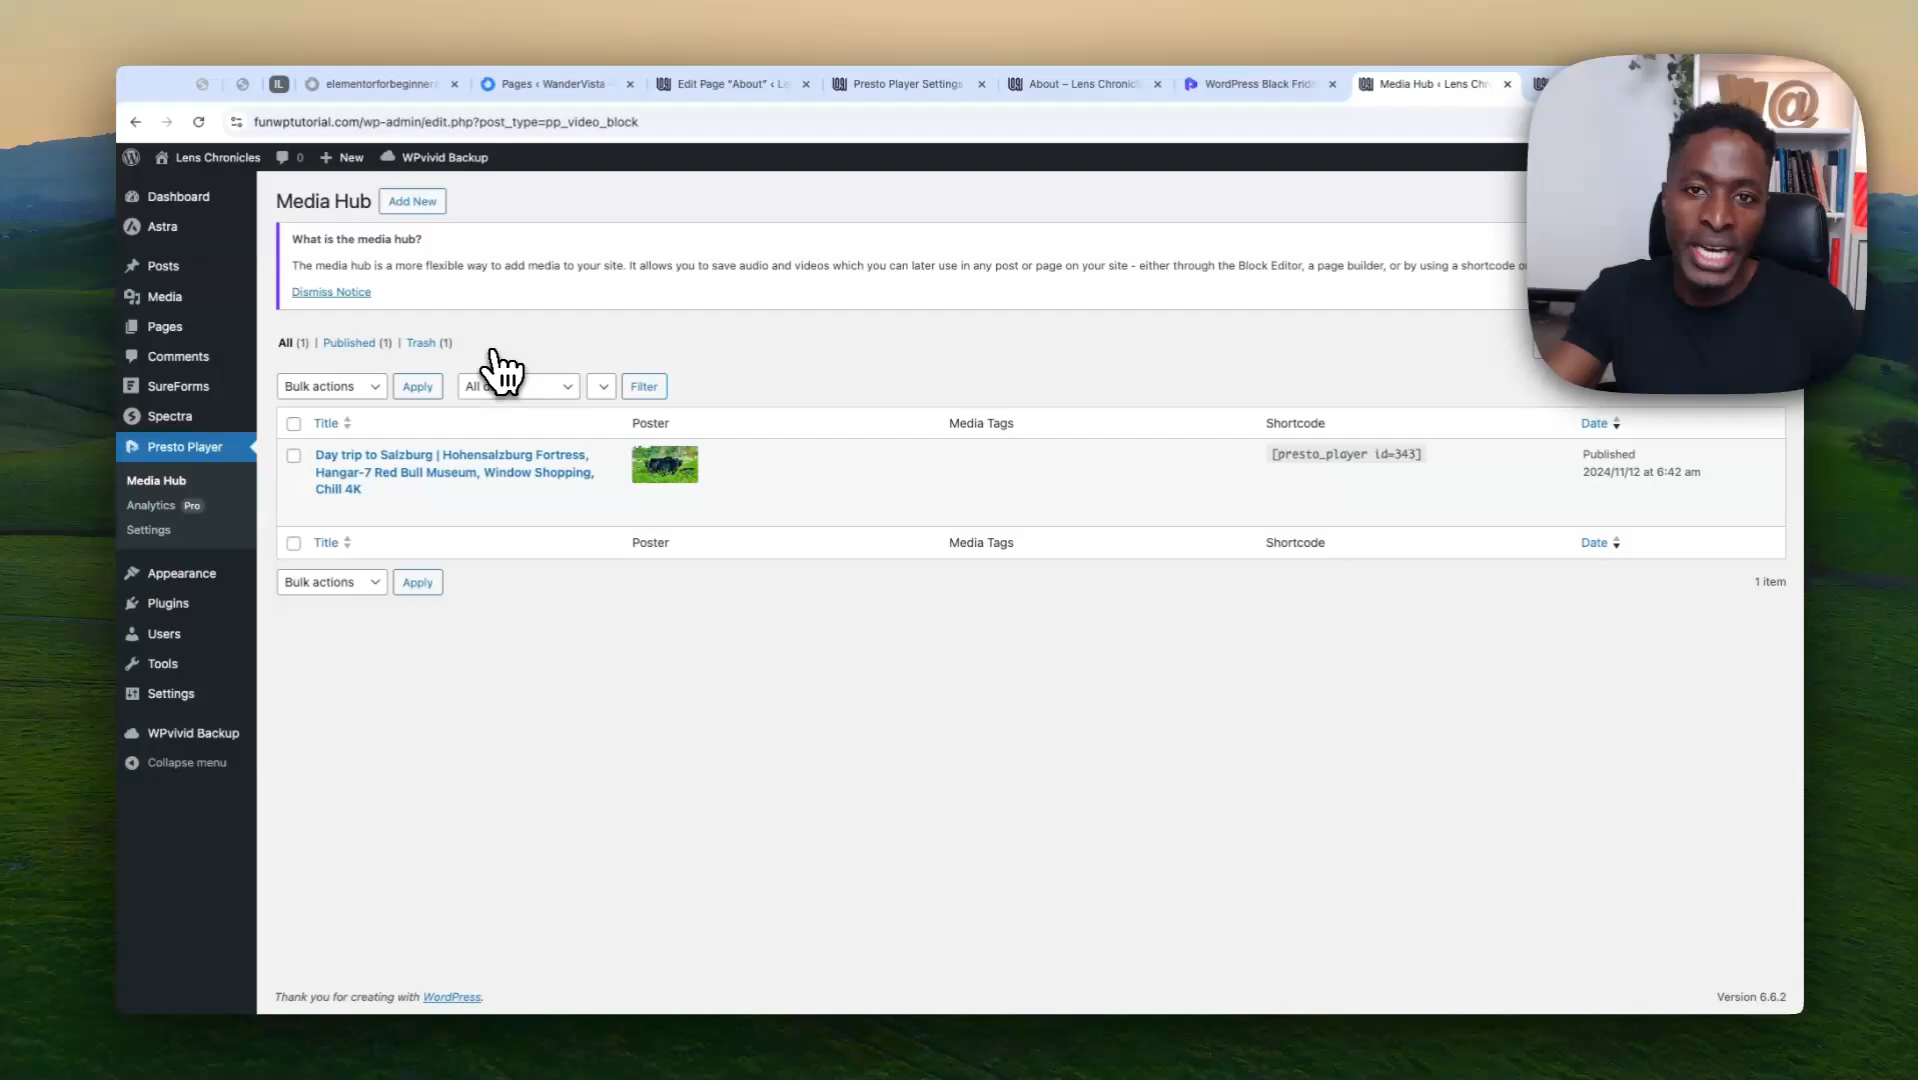 IL
elementorforbeginner
Pages ‹ WanderVista -
Edit Page "About" ‹ Le
Presto Player Settings
About – Lens Chronicl
WordPress Black Frid
Media Hub ‹ Lens Chr
funwptutorial.com/wp-admin/edit.php?post_type=pp_video_block
Lens Chronicles
0
New
WPvivid Backup
Dashboard
Astra
Posts
Media
Pages
Comments
SureForms
Spectra
Presto Player
Media Hub
Analytics Pro
Settings
Appearance
Plugins
Users
Tools
Settings
WPvivid Backup
Collapse menu
Media Hub
Add New
What is the media hub?
The media hub is a more flexible way to add media to your site. It allows you to save audio and videos which you can later use in any post or page on your site - either through the Block Editor, a page builder, or by using a shortcode
Dismiss Notice
All (1) | Published (1) | Trash (1)
Bulk actions
Apply
All
Filter
Title
Poster
Media Tags
Shortcode
Date
Day trip to Salzburg | Hohensalzburg Fortress,
Hangar-7 Red Bull Museum, Window Shopping,
Chill 4K
[presto_player id=343]
Published
2024/11/12 at 6:42 am
Title
Poster
Media Tags
Shortcode
Date
Bulk actions
Apply
1 item
Thank you for creating with WordPress.
Version 6.6.2